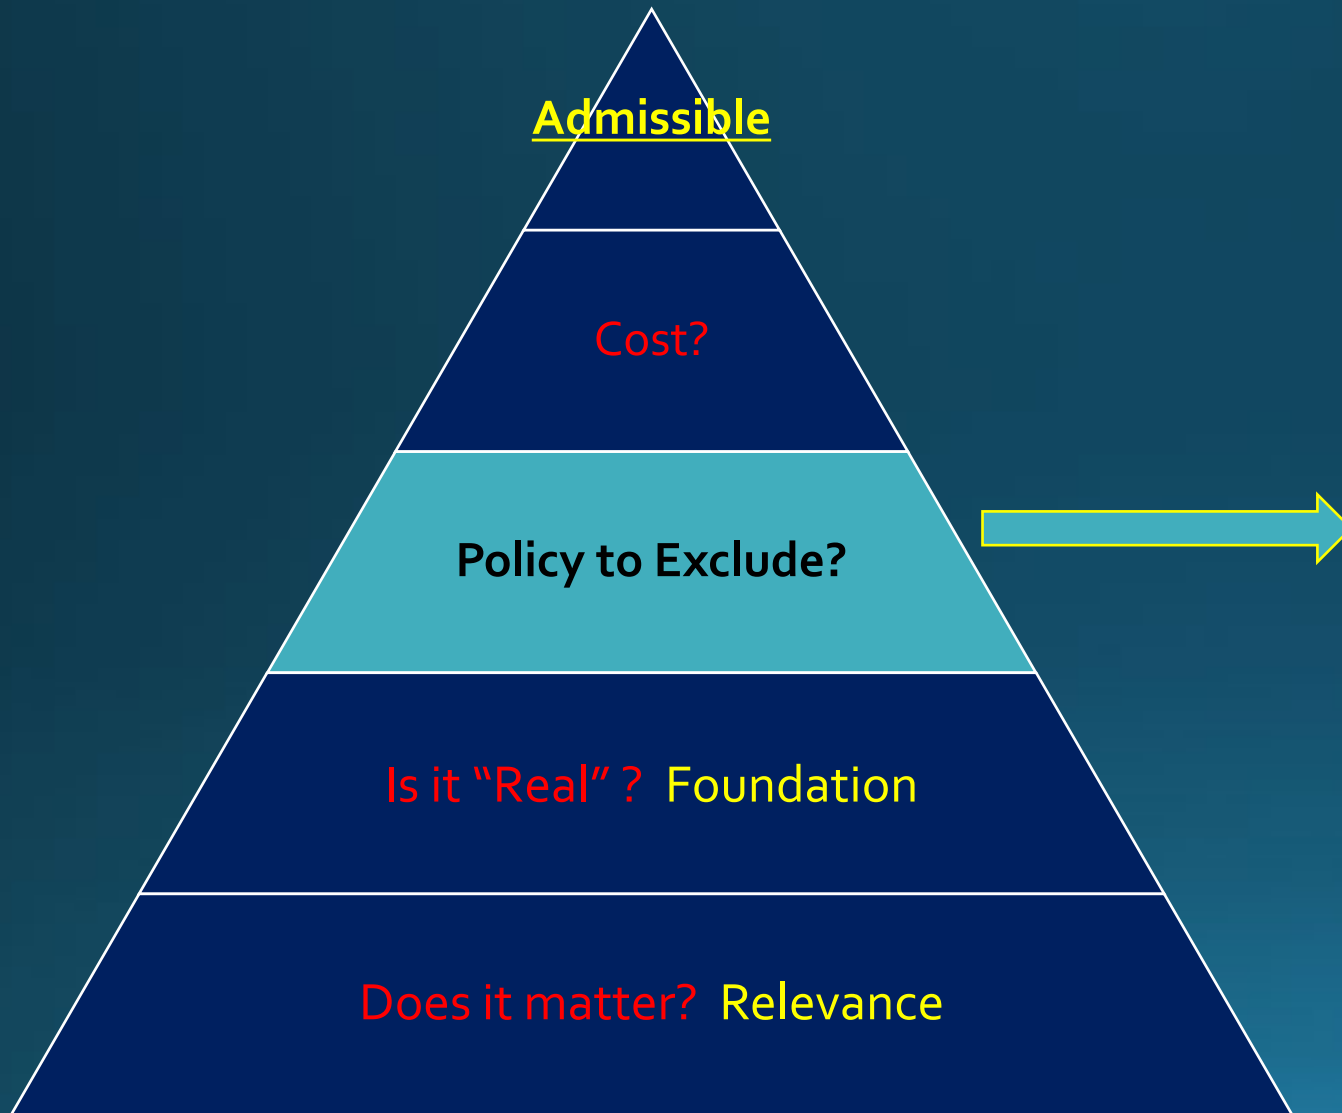 Admissible
Cost?
Policy to Exclude?
Is it “Real” ? Foundation
Does it matter? Relevance